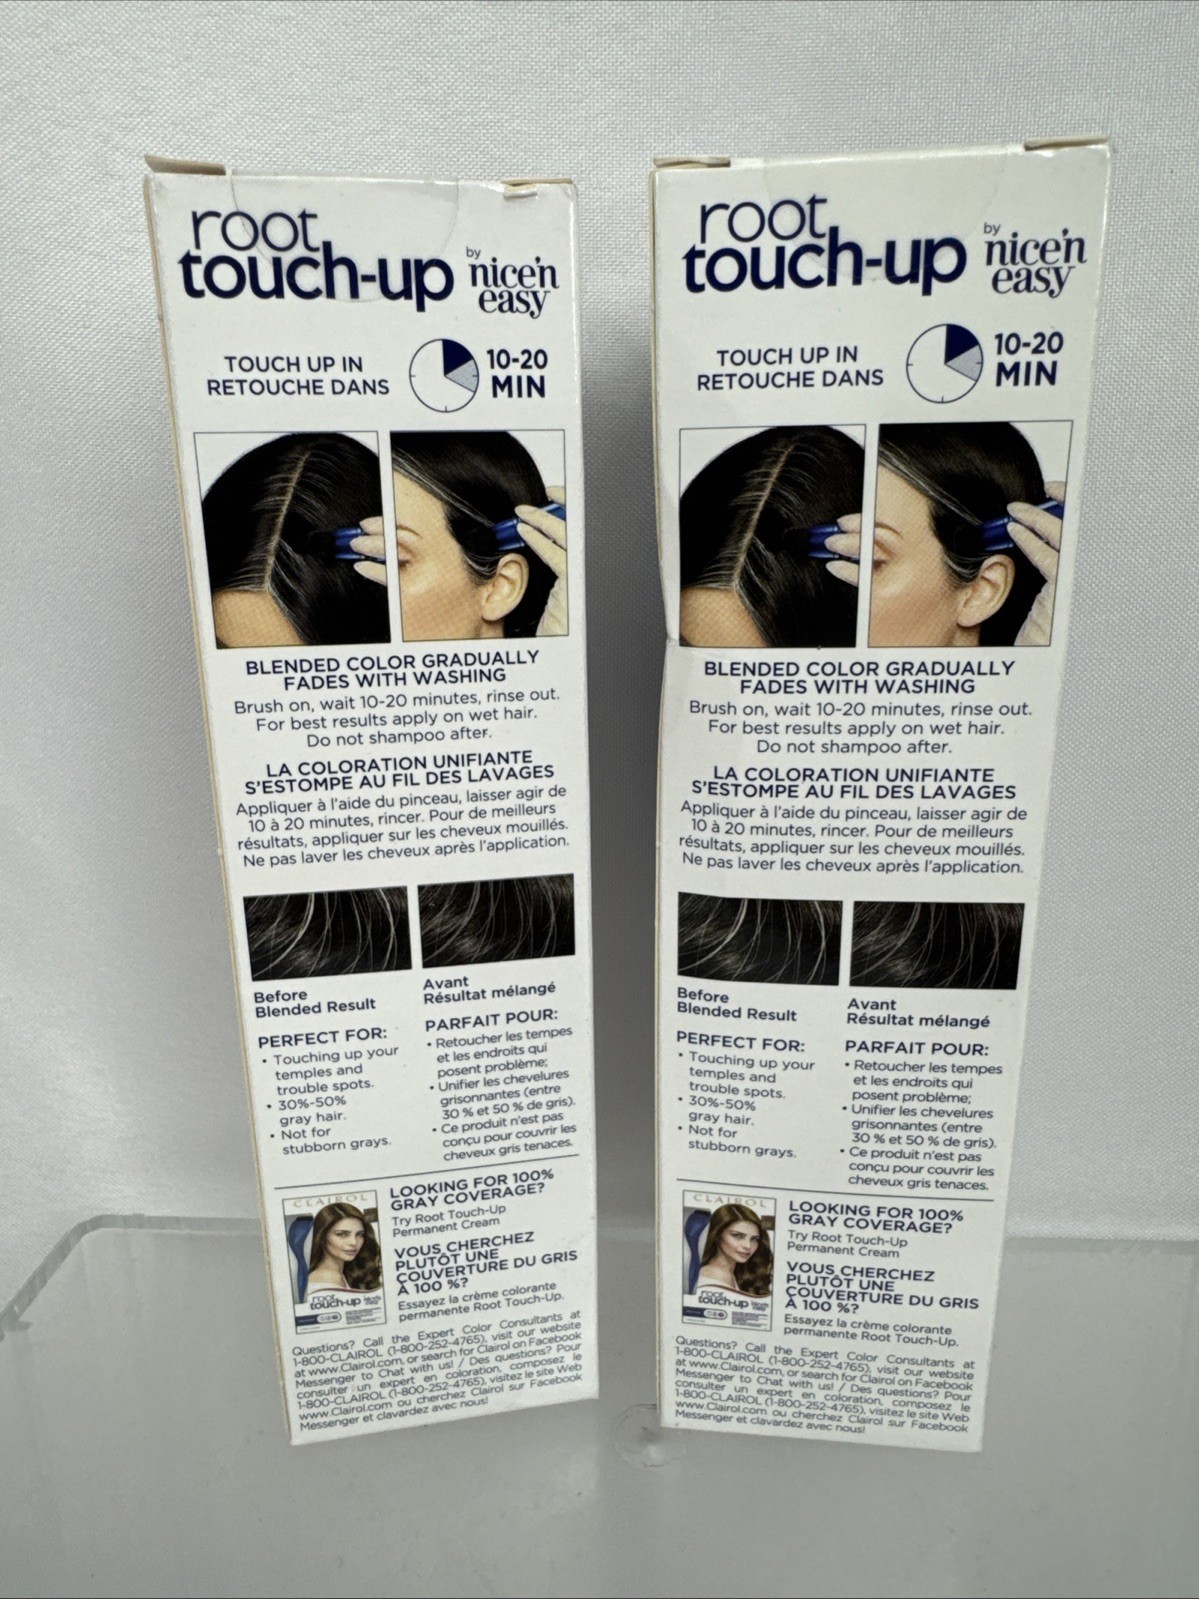 root
touch-up
by
nice'n
easy
TOUCH UP IN
RETOUCHE DANS
10-20
MIN
BLENDED COLOR GRADUALLY
FADES WITH WASHING
Brush on, wait 10-20 minutes, rinse out.
For best results apply on wet hair.
Do not shampoo after.
LA COLORATION UNIFIANTE
S'ESTOMPE AU FIL DES LAVAGES
Appliquer à l'aide du pinceau, laisser agir de
10 à 20 minutes, rincer. Pour de meilleurs
résultats, appliquer sur les cheveux mouillés.
Ne pas laver les cheveux après l'application.
Before
Blended Result
Avant
Résultat mélangé
PERFECT FOR:
• Touching up your
temples and
trouble spots.
• 30%-50%
gray hair.
• Not for
stubborn grays.
PARFAIT POUR:
• Retoucher les tempes
et les endroits qui
posent problème;
• Unifier les chevelures
grisonnantes (entre
30 % et 50 % de gris).
• Ce produit n'est pas
conçu pour couvrir les
cheveux gris tenaces.
CLAIROL
root
touch-up
LOOKING FOR 100%
GRAY COVERAGE?
Try Root Touch-Up
Permanent Cream
VOUS CHERCHEZ
PLUTÔT UNE
COUVERTURE DU GRIS
À 100 %?
Essayez la crème colorante
permanente Root Touch-Up.
Questions? Call the Expert Color Consultants at
1-800-CLAIROL (1-800-252-4765), visit our website
at www.Clairol.com, or search for Clairol on Facebook
Messenger to Chat with us! / Des questions? Pour
consulter un expert en coloration, composez le
1-800-CLAIROL (1-800-252-4765), visitez le site Web
www.Clairol.com ou cherchez Clairol sur Facebook
Messenger et clavardez avec nous!
root
touch-up
by
nice'n
easy
TOUCH UP IN
RETOUCHE DANS
10-20
MIN
BLENDED COLOR GRADUALLY
FADES WITH WASHING
Brush on, wait 10-20 minutes, rinse out.
For best results apply on wet hair.
Do not shampoo after.
LA COLORATION UNIFIANTE
S'ESTOMPE AU FIL DES LAVAGES
Appliquer à l'aide du pinceau, laisser agir de
10 à 20 minutes, rincer. Pour de meilleurs
résultats, appliquer sur les cheveux mouillés.
Ne pas laver les cheveux après l'application.
Before
Blended Result
Avant
Résultat mélangé
PERFECT FOR:
• Touching up your
temples and
trouble spots.
• 30%-50%
gray hair.
• Not for
stubborn grays.
PARFAIT POUR:
• Retoucher les tempes
et les endroits qui
posent problème;
• Unifier les chevelures
grisonnantes (entre
30 % et 50 % de gris).
• Ce produit n'est pas
conçu pour couvrir les
cheveux gris tenaces.
CLAIROL
root
touch-up
LOOKING FOR 100%
GRAY COVERAGE?
Try Root Touch-Up
Permanent Cream
VOUS CHERCHEZ
PLUTÔT UNE
COUVERTURE DU GRIS
À 100 %?
Essayez la crème colorante
permanente Root Touch-Up.
Questions? Call the Expert Color Consultants at
1-800-CLAIROL (1-800-252-4765), visit our website
at www.Clairol.com, or search for Clairol on Facebook
Messenger to Chat with us! / Des questions? Pour
consulter un expert en coloration, composez le
1-800-CLAIROL (1-800-252-4765), visitez le site Web
www.Clairol.com ou cherchez Clairol sur Facebook
Messenger et clavardez avec nous!